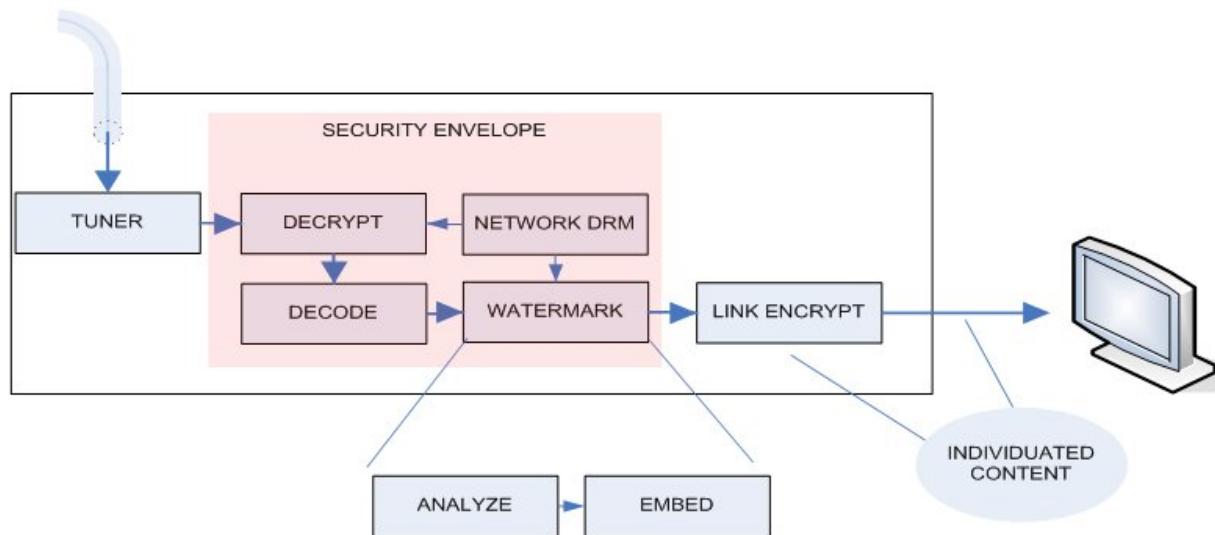 SECURITY ENVELOPE
TUNER
DECRYPT
NETWORK DRM
DECODE
WATERMARK
LINK ENCRYPT
INDIVIDUATED
CONTENT
ANALYZE
EMBED